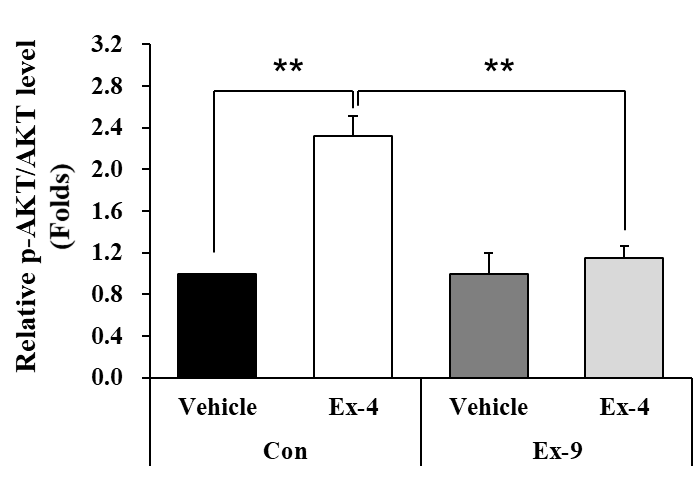 Relative p-AKT/AKT level
(Folds)
3.2
2.8
2.4
2.0
1.6
1.2
0.8
0.4
0.0
** **
Vehicle Ex-4 Vehicle Ex-4
Con Ex-9